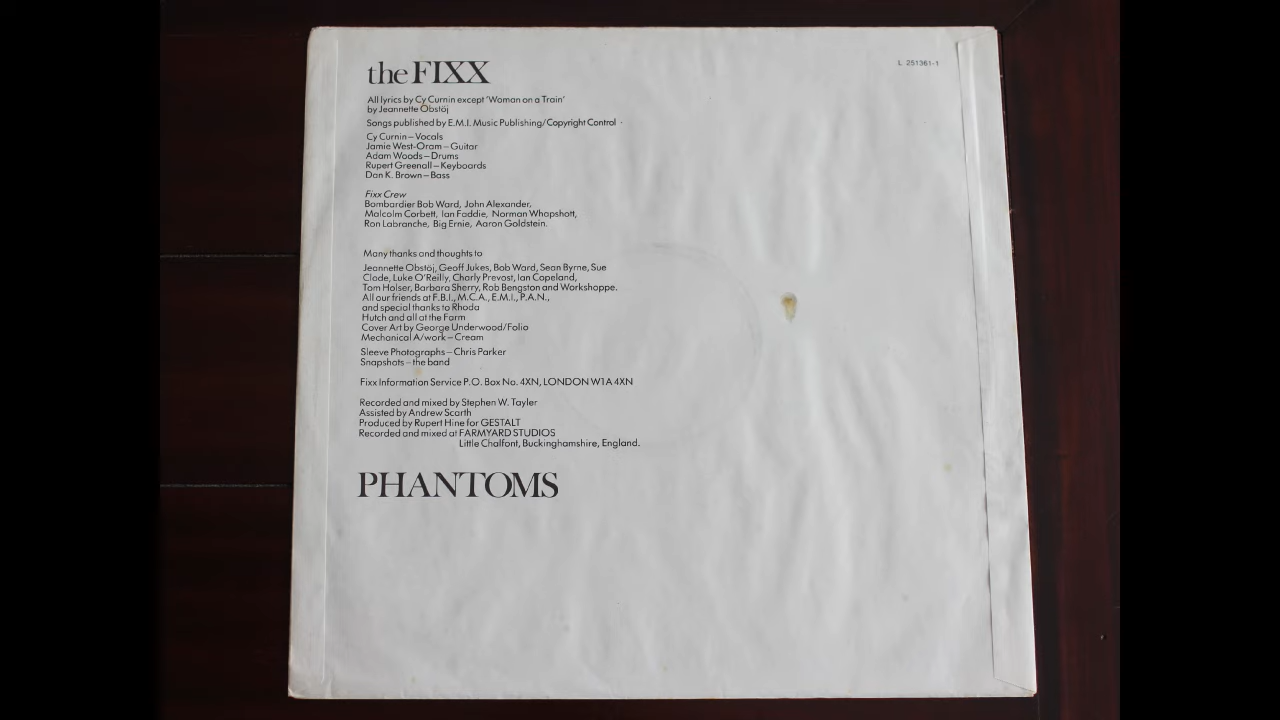 the FIXX
L 251361-1
All lyrics by Cy Curnin except 'Woman on a Train'
by Jeannette Obstöj
Songs published by E.M.I. Music Publishing/Copyright Control
Cy Curnin – Vocals
Jamie West-Oram – Guitar
Adam Woods – Drums
Rupert Greenall – Keyboards
Dan K. Brown – Bass
Fixx Crew
Bombardier Bob Ward, John Alexander,
Malcolm Corbett, Ian Faddie, Norman Whapshott,
Ron Labranche, Big Ernie, Aaron Goldstein.
Many thanks and thoughts to
Jeannette Obstöj, Geoff Jukes, Bob Ward, Sean Byrne, Sue
Clode, Luke O'Reilly, Charly Prevost, Ian Copeland,
Tom Holser, Barbara Sherry, Rob Bengston and Workshoppe.
All our friends at F.B.I., M.C.A., E.M.I., P.A.N.,
and special thanks to Rhoda
Hutch and all at the Farm
Cover Art by George Underwood/Folio
Mechanical A/work – Cream
Sleeve Photographs – Chris Parker
Snapshots – the band
Fixx Information Service P.O. Box No. 4XN, LONDON W1A 4XN
Recorded and mixed by Stephen W. Tayler
Assisted by Andrew Scarth
Produced by Rupert Hine for GESTALT
Recorded and mixed at FARMYARD STUDIOS
Little Chalfont, Buckinghamshire, England.
PHANTOMS